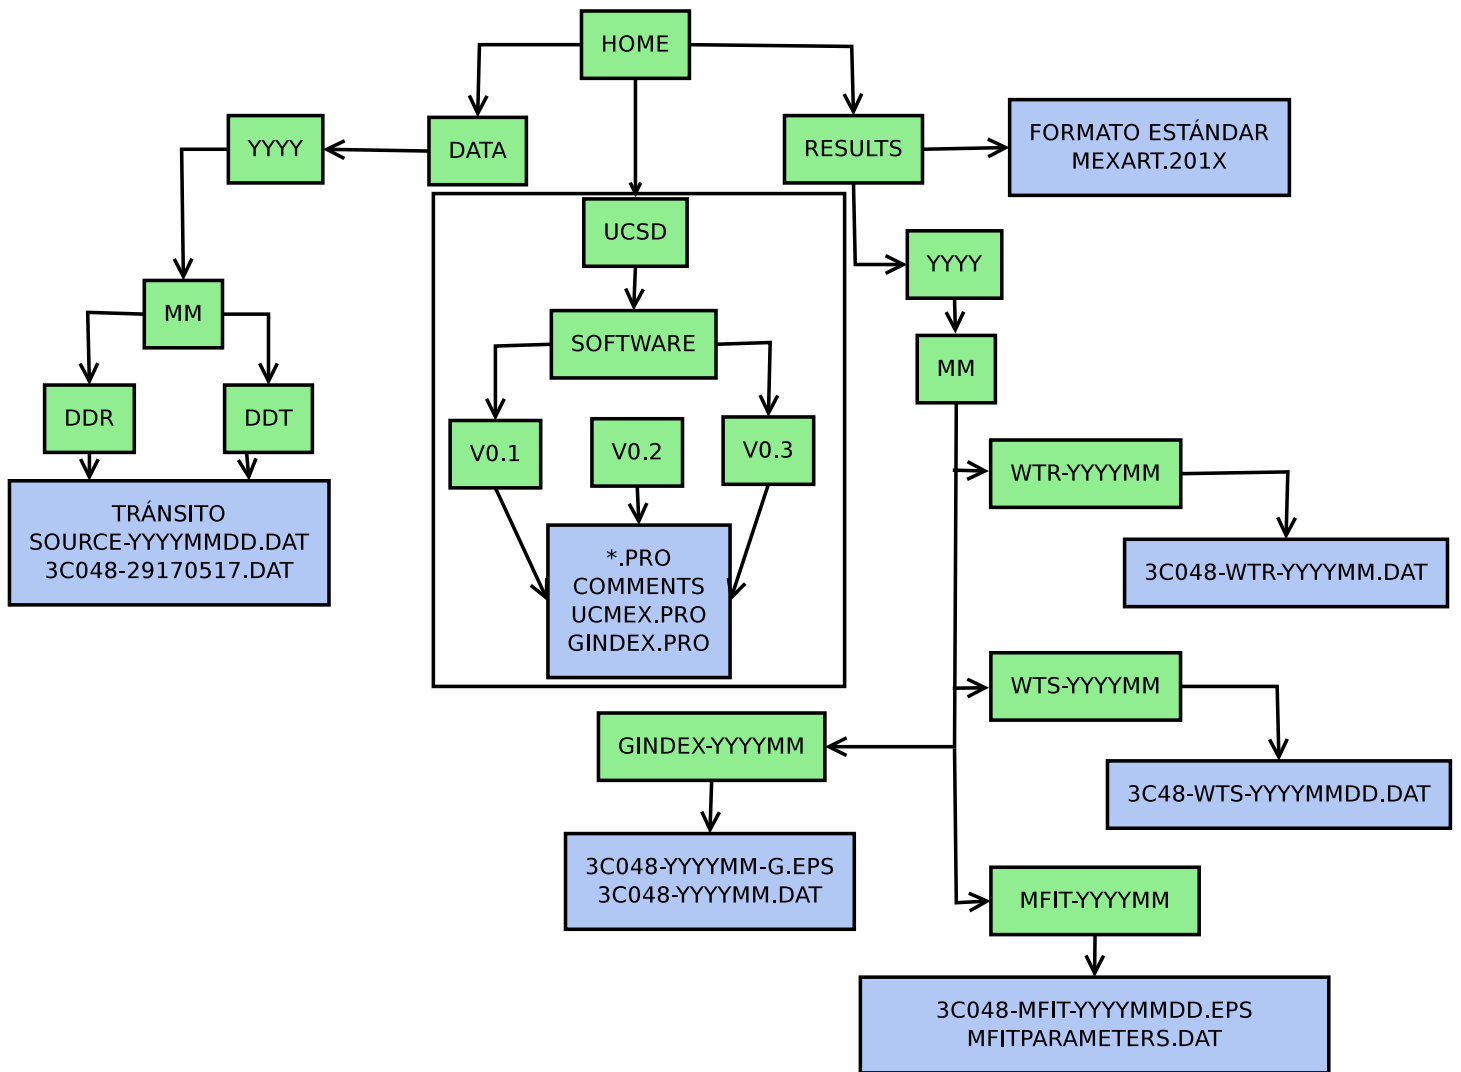 HOME
DATA
YYYY
RESULTS
FORMATO ESTÁNDAR
MEXART.201X
UCSD
YYYY
MM
SOFTWARE
MM
DDR
DDT
V0.1
V0.2
V0.3
WTR-YYYYMM
TRÁNSITO
SOURCE-YYYYMMDD.DAT
3C048-29170517.DAT
*.PRO
COMMENTS
UCMEX.PRO
GINDEX.PRO
3C048-WTR-YYYYMM.DAT
WTS-YYYYMM
GINDEX-YYYYMM
3C48-WTS-YYYYMMDD.DAT
3C048-YYYYMM-G.EPS
3C048-YYYYMM.DAT
MFIT-YYYYMM
3C048-MFIT-YYYYMMDD.EPS
MFITPARAMETERS.DAT